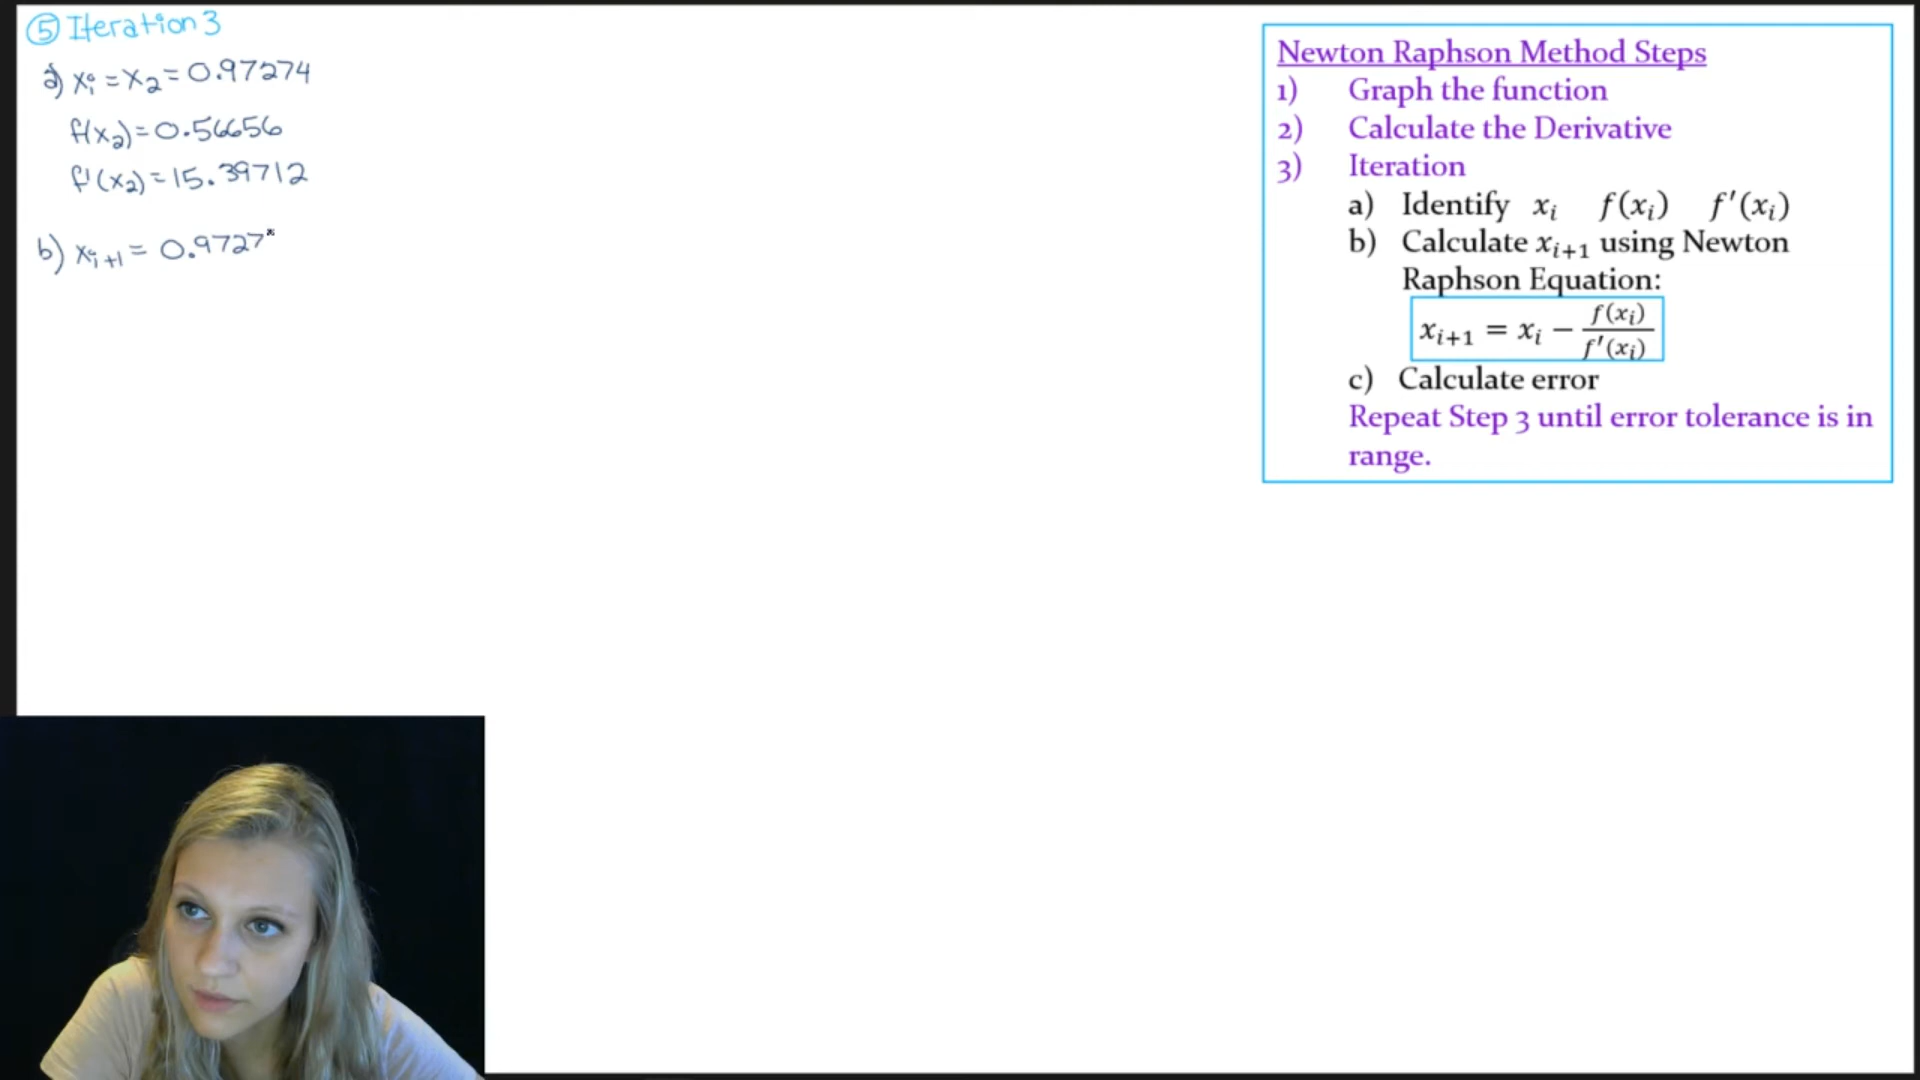 ⑤ Iteration 3
a) xᵢ = x₂ = 0.97274
f(x₂) = 0.56656
f'(x₂) = 15.39712
b) xᵢ₊₁ = 0.9727
Newton Raphson Method Steps
1) Graph the function
2) Calculate the Derivative
3) Iteration
a) Identify xᵢ f(xᵢ) f'(xᵢ)
b) Calculate xᵢ₊₁ using Newton
Raphson Equation:
xᵢ₊₁ = xᵢ − f(xᵢ)/f'(xᵢ)
c) Calculate error
Repeat Step 3 until error tolerance is in
range.